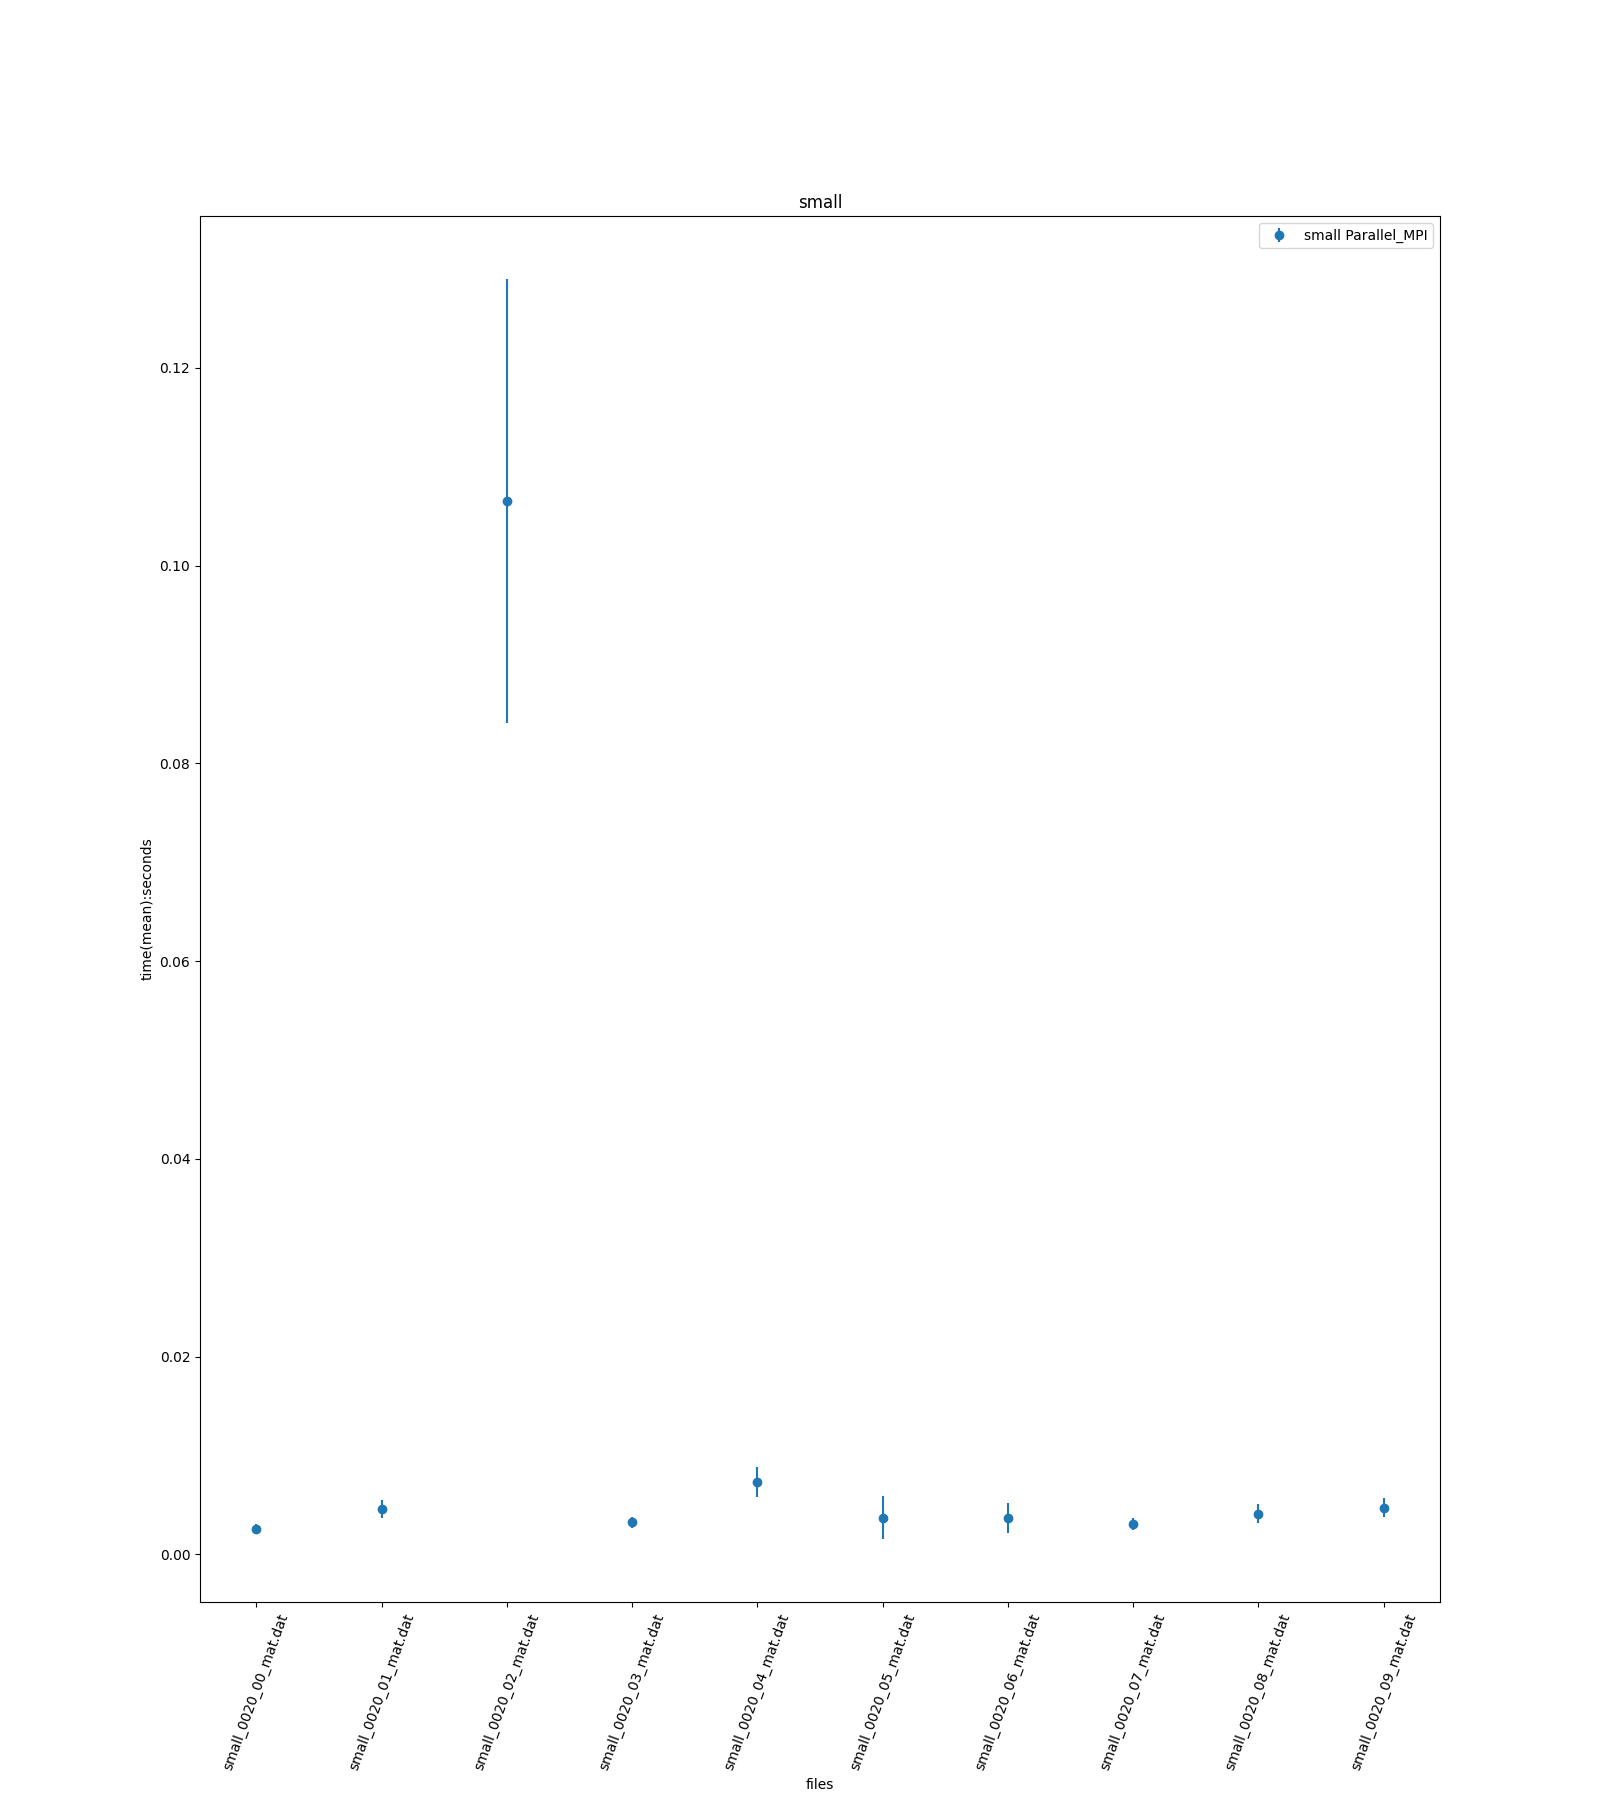 small
small Parallel_MPI
0.12
0.10
0.08
0.06
0.04
0.02
0.00
time(mean):seconds
small_0020_00_mat.dat
small_0020_01_mat.dat
small_0020_02_mat.dat
small_0020_03_mat.dat
small_0020_04_mat.dat
small_0020_05_mat.dat
small_0020_06_mat.dat
small_0020_07_mat.dat
small_0020_08_mat.dat
small_0020_09_mat.dat
files